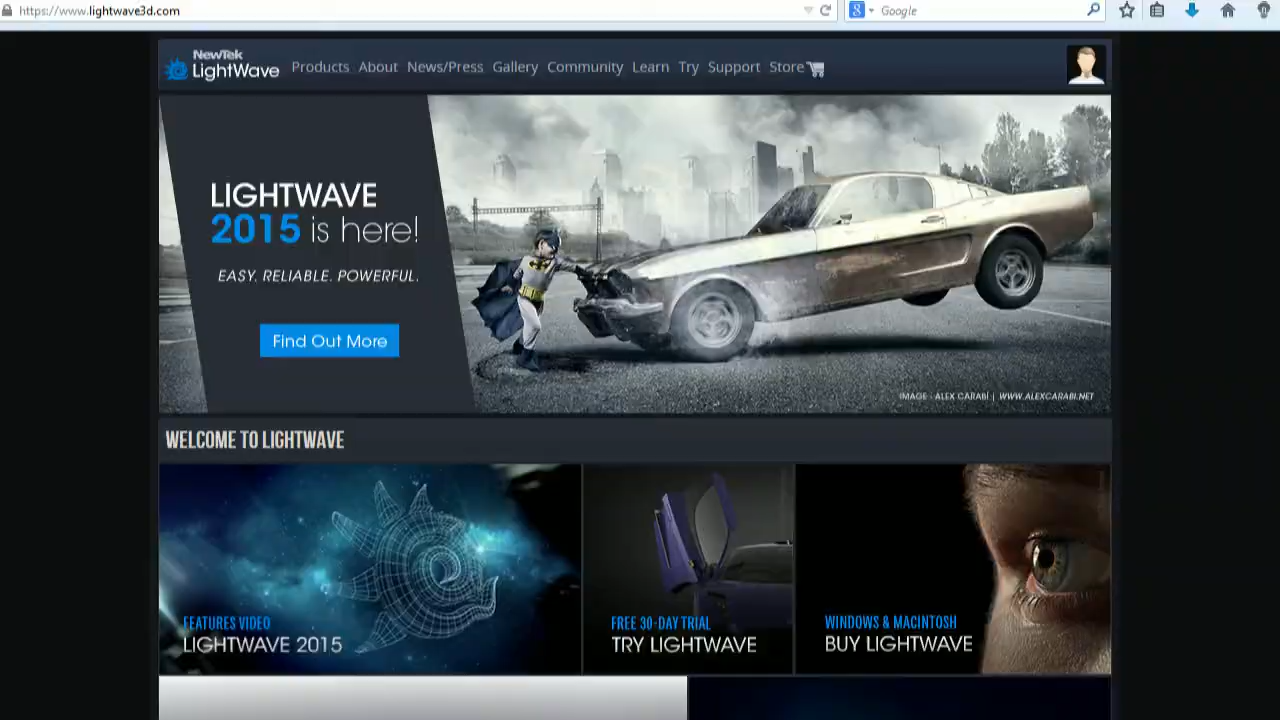 https://www.lightwave3d.com
Google
NewTek
LightWave
Products About News/Press Gallery Community Learn Try Support Store
LIGHTWAVE
2015 is here!
EASY. RELIABLE. POWERFUL.
Find Out More
IMAGE - ALEX CARABÍ | WWW.ALEXCARABI.NET
WELCOME TO LIGHTWAVE
FEATURES VIDEO
LIGHTWAVE 2015
FREE 30-DAY TRIAL
TRY LIGHTWAVE
WINDOWS & MACINTOSH
BUY LIGHTWAVE